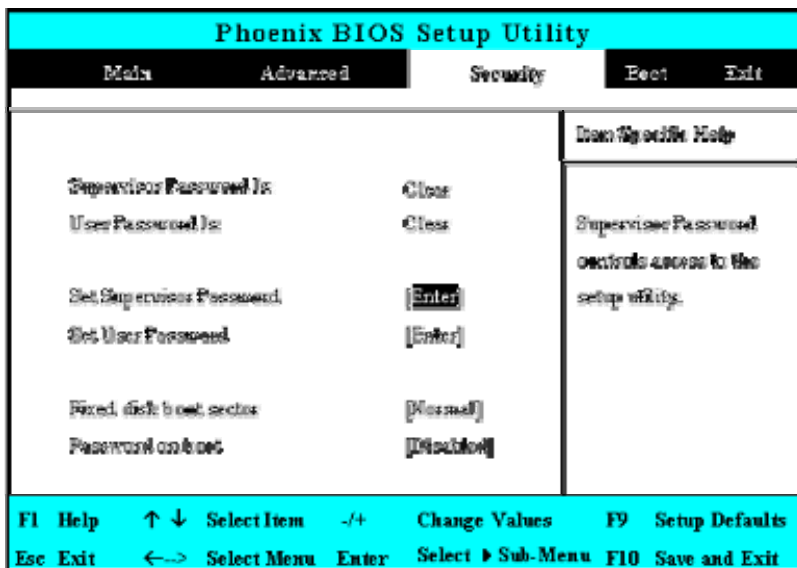 Phoenix BIOS Setup Utility
Main Advanced Security Boot Exit
Item Specific Help
Supervisor Password Is: Clear
User Password Is: Clear
Supervisor Password
controls access to the
setup utility.
Set Supervisor Password [Enter]
Set User Password [Enter]
Fixed disk boot sector [Normal]
Password on boot [Disabled]
F1 Help ↑ ↓ Select Item -/+ Change Values F9 Setup Defaults
Esc Exit <--> Select Menu Enter Select ▶ Sub-Menu F10 Save and Exit